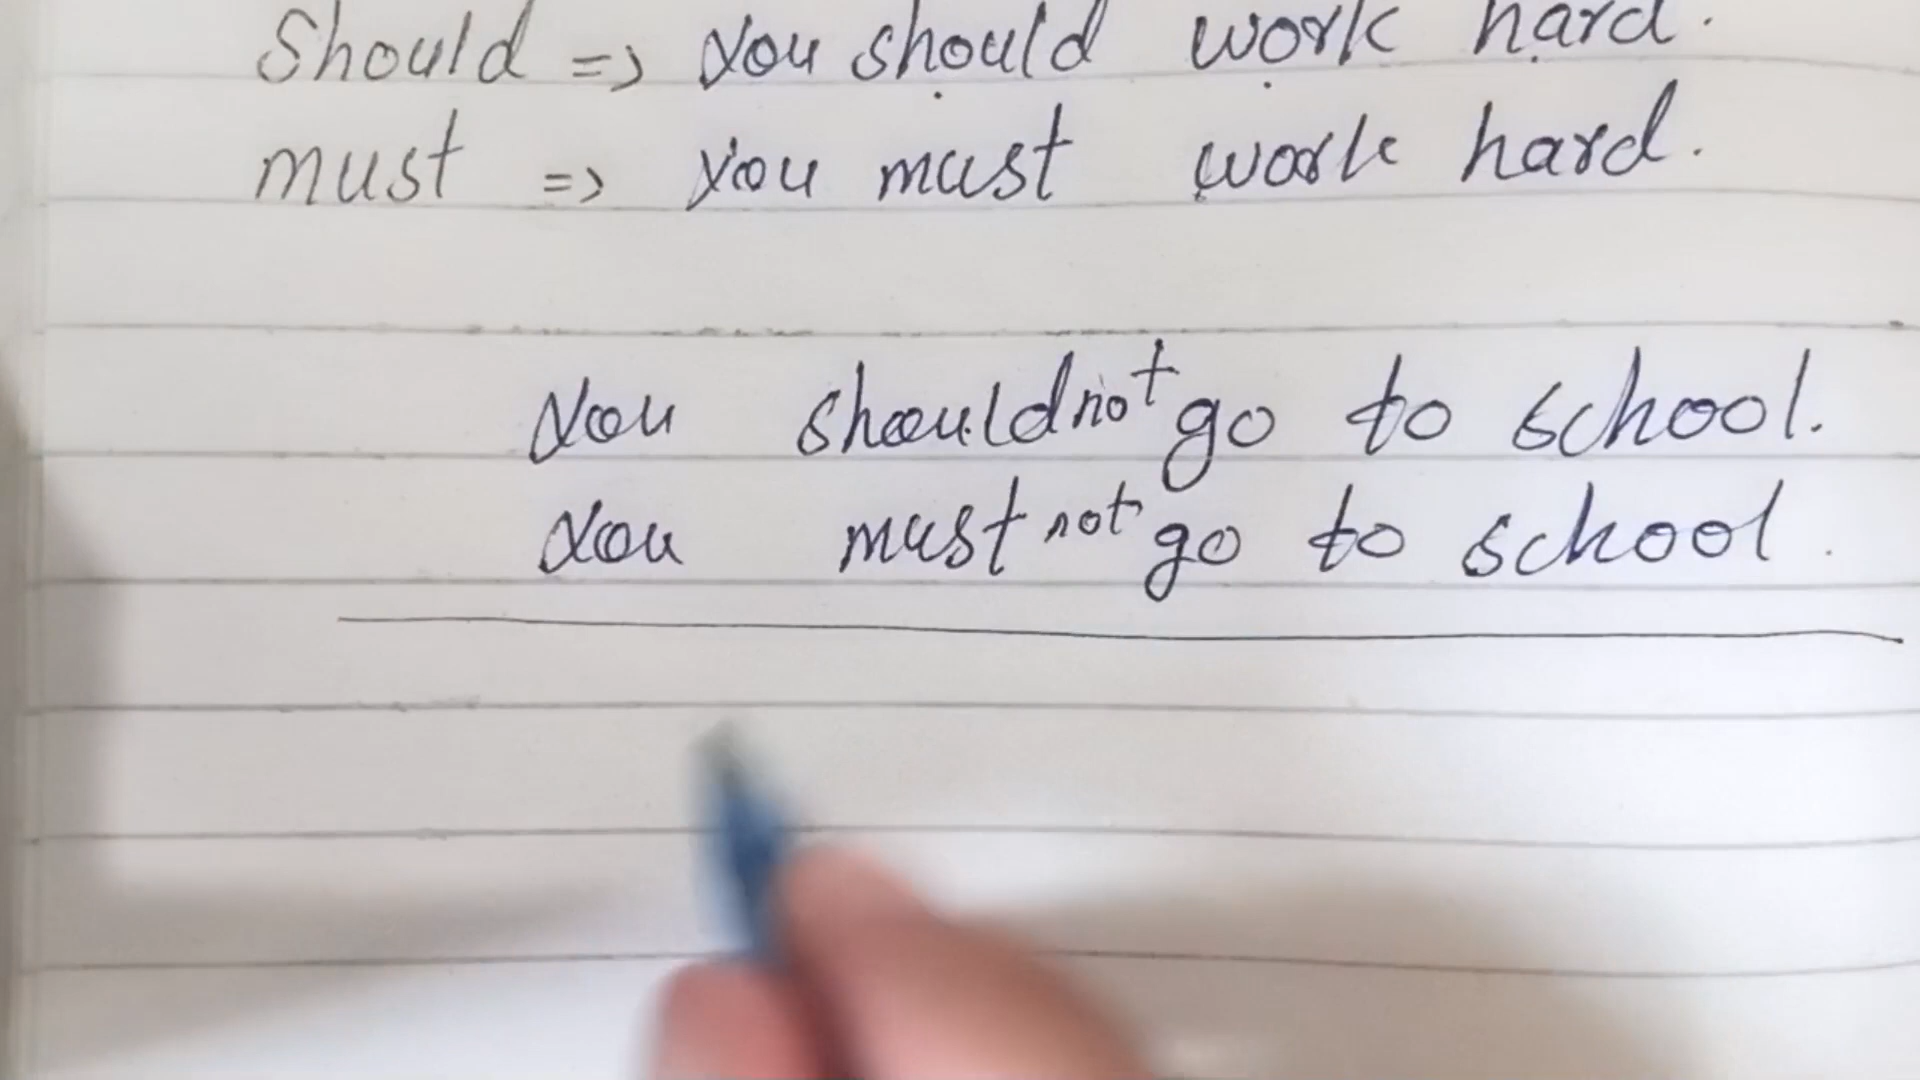 Should => You should work hard.
must => You must work hard.
You should not go to school.
You must not go to school.